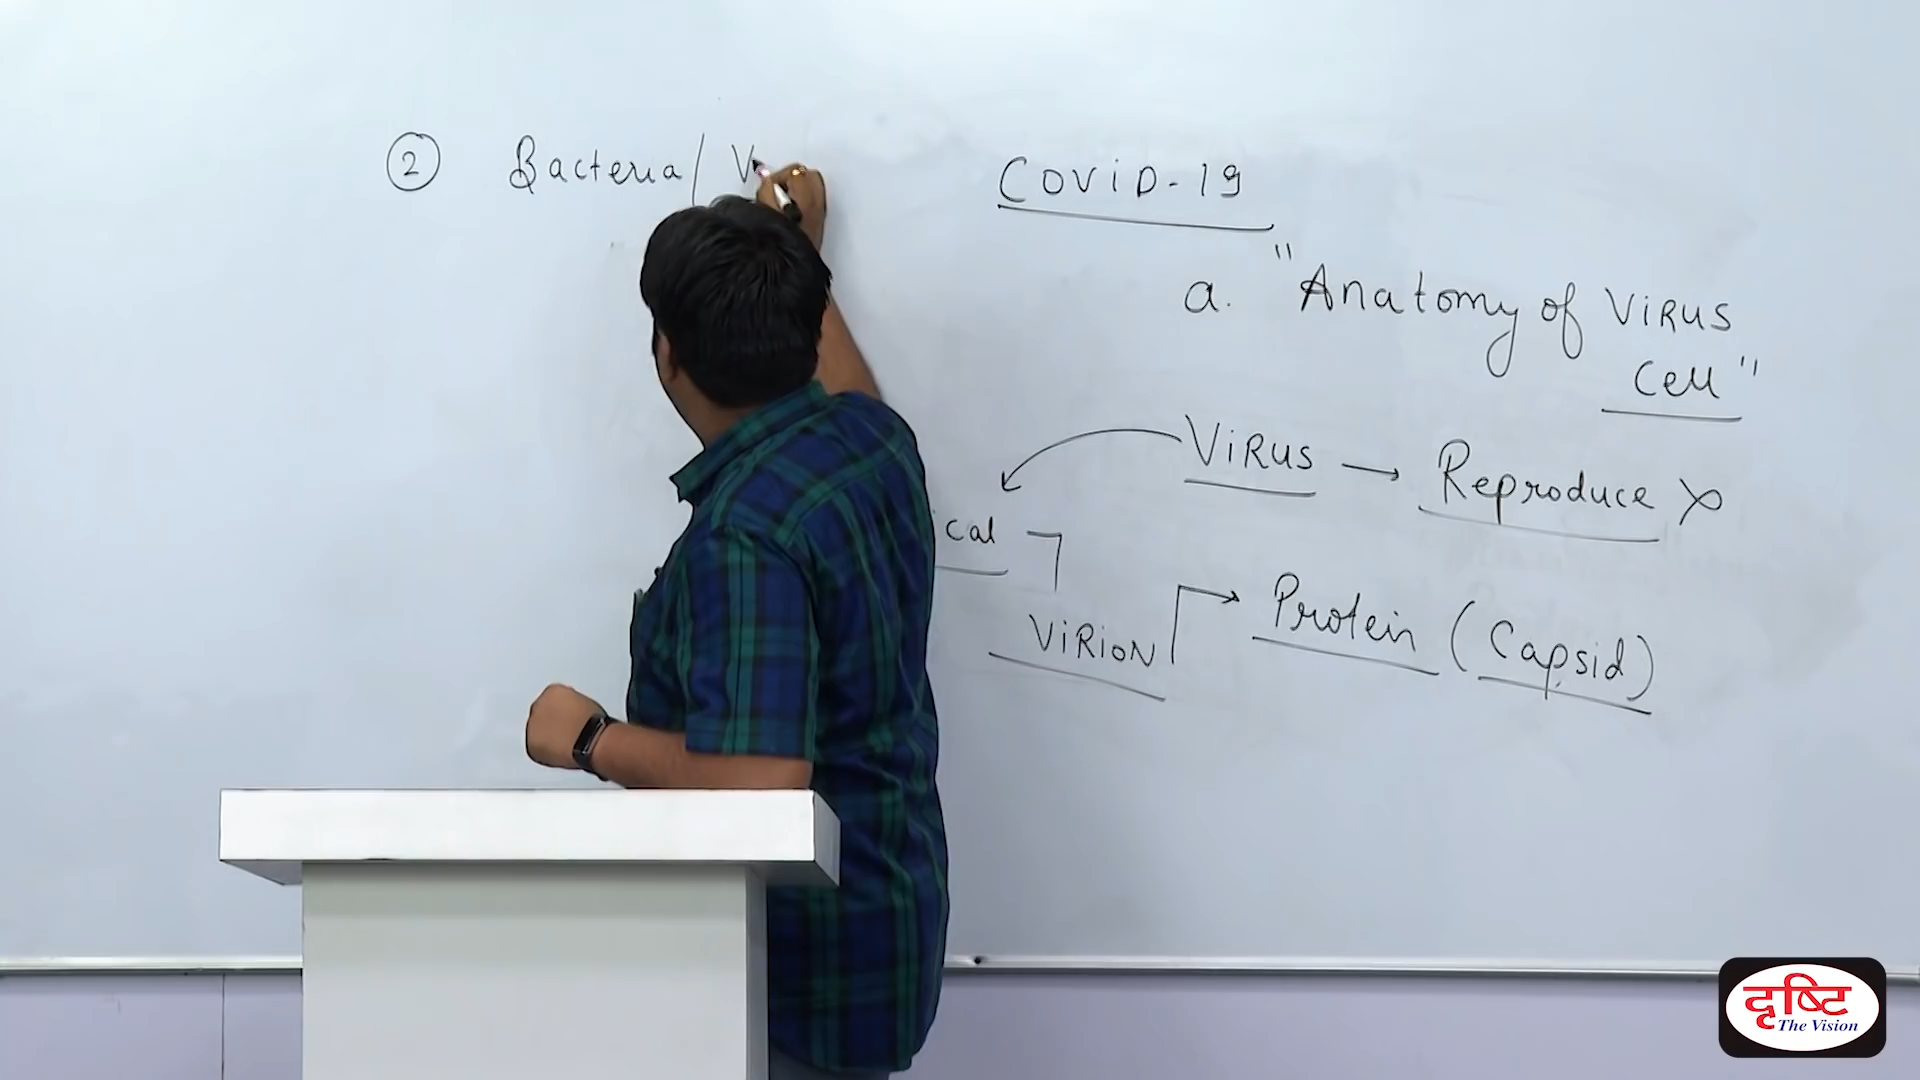 ② Bacteria / V
COVID-19
a. "Anatomy of VIRUS
Cell"
VIRUS → Reproduce X
cal
VIRION → Protein (Capsid)
दृष्टि
The Vision